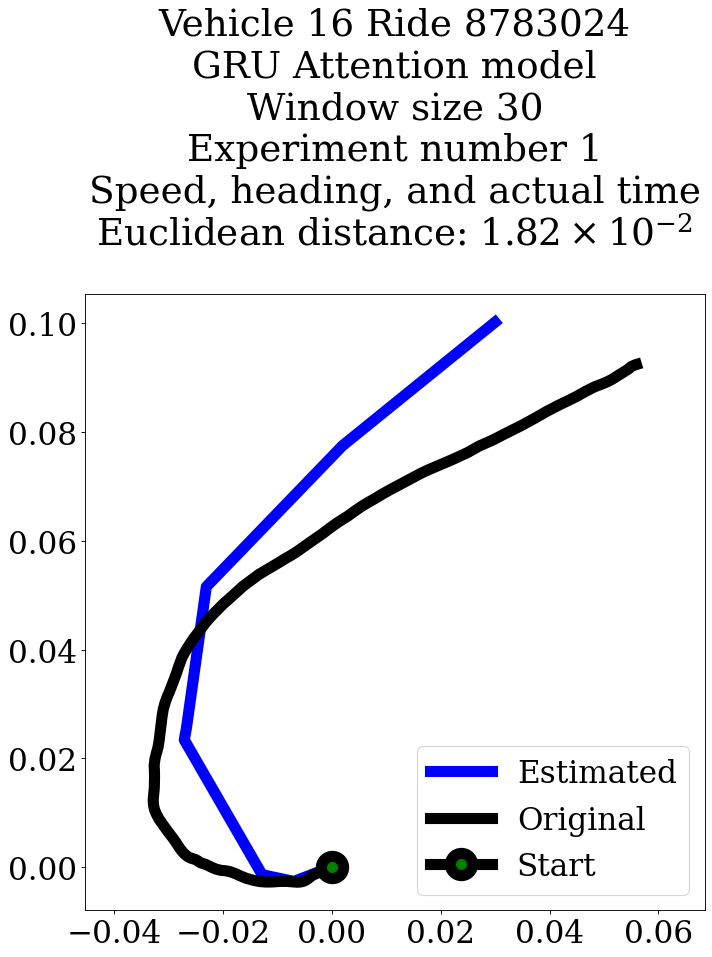 Vehicle 16 Ride 8783024
GRU Attention model
Window size 30
Experiment number 1
Speed, heading, and actual time
Euclidean distance: 1.82 × 10⁻²
0.10
0.08
0.06
0.04
0.02
0.00
Estimated
Original
Start
−0.04 −0.02 0.00 0.02 0.04 0.06